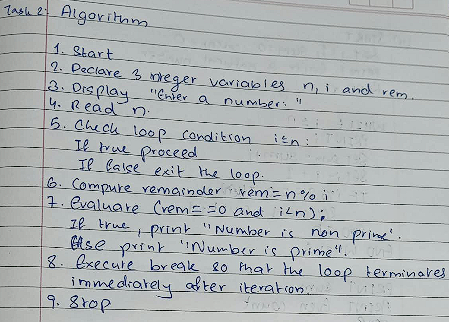 Task 2: Algorithm
1. Start
2. Declare 3 integer variables n, i and rem.
3. Display "Enter a number: "
4. Read n.
5. Check loop condition i≤n:
If true proceed
If false exit the loop.
6. Compute remainder rem = n % i
7. Evaluate (rem == 0 and i<n);
If true, print "Number is non prime".
Else print "Number is prime".
8. Execute break so that the loop terminates
immediately after iteration
9. Stop